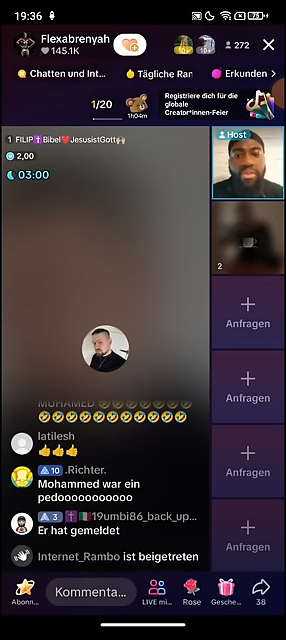 19:36
75
Flexabrenyah
145.1K
272
Chatten und Int...
Tägliche Ran
Erkunden
1/20
1h04m
Registriere dich für die
globale
Creator*innen-Feier
1 FILIP✝️Bibel❤️JesusistGott🙌🏼
2,00
03:00
Host
2
Anfragen
Anfragen
Anfragen
Anfragen
MUHAMED 🤣🤣🤣🤣🤣🤣🤣
🤣🤣🤣🤣🤣🤣🤣🤣🤣🤣🤣🤣
latilesh
👍👍👍
10 .Richter.
Mohammed war ein
pedooooooooooo
3 ✝️🇮🇹19umbi86_back_up...
Er hat gemeldet
Internet_Rambo ist beigetreten
Abonn...
Kommenta...
LIVE mi...
Rose
Gesche...
38